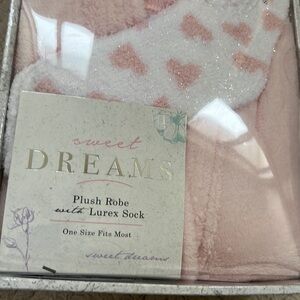 sweet
DREAMS
Plush Robe
with Lurex Sock
One Size Fits Most
sweet dreams